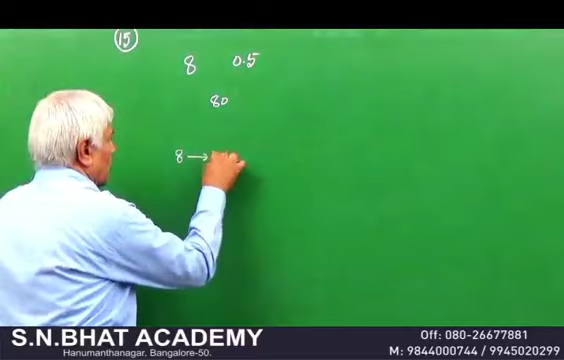 15
8 0.5
80
8 →
S.N.BHAT ACADEMY
Hanumanthanagar, Bangalore-50.
Off: 080-26677881
M: 9844000744 / 9945020299